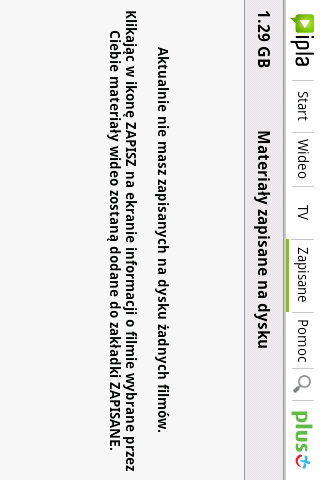 ipla
Start
Wideo
TV
Zapisane
Pomoc
plus
1.29 GB
Materiały zapisane na dysku
Aktualnie nie masz zapisanych na dysku żadnych filmów.
Klikając w ikonę ZAPISZ na ekranie informacji o filmie wybrane przez
Ciebie materiały wideo zostaną dodane do zakładki ZAPISANE.